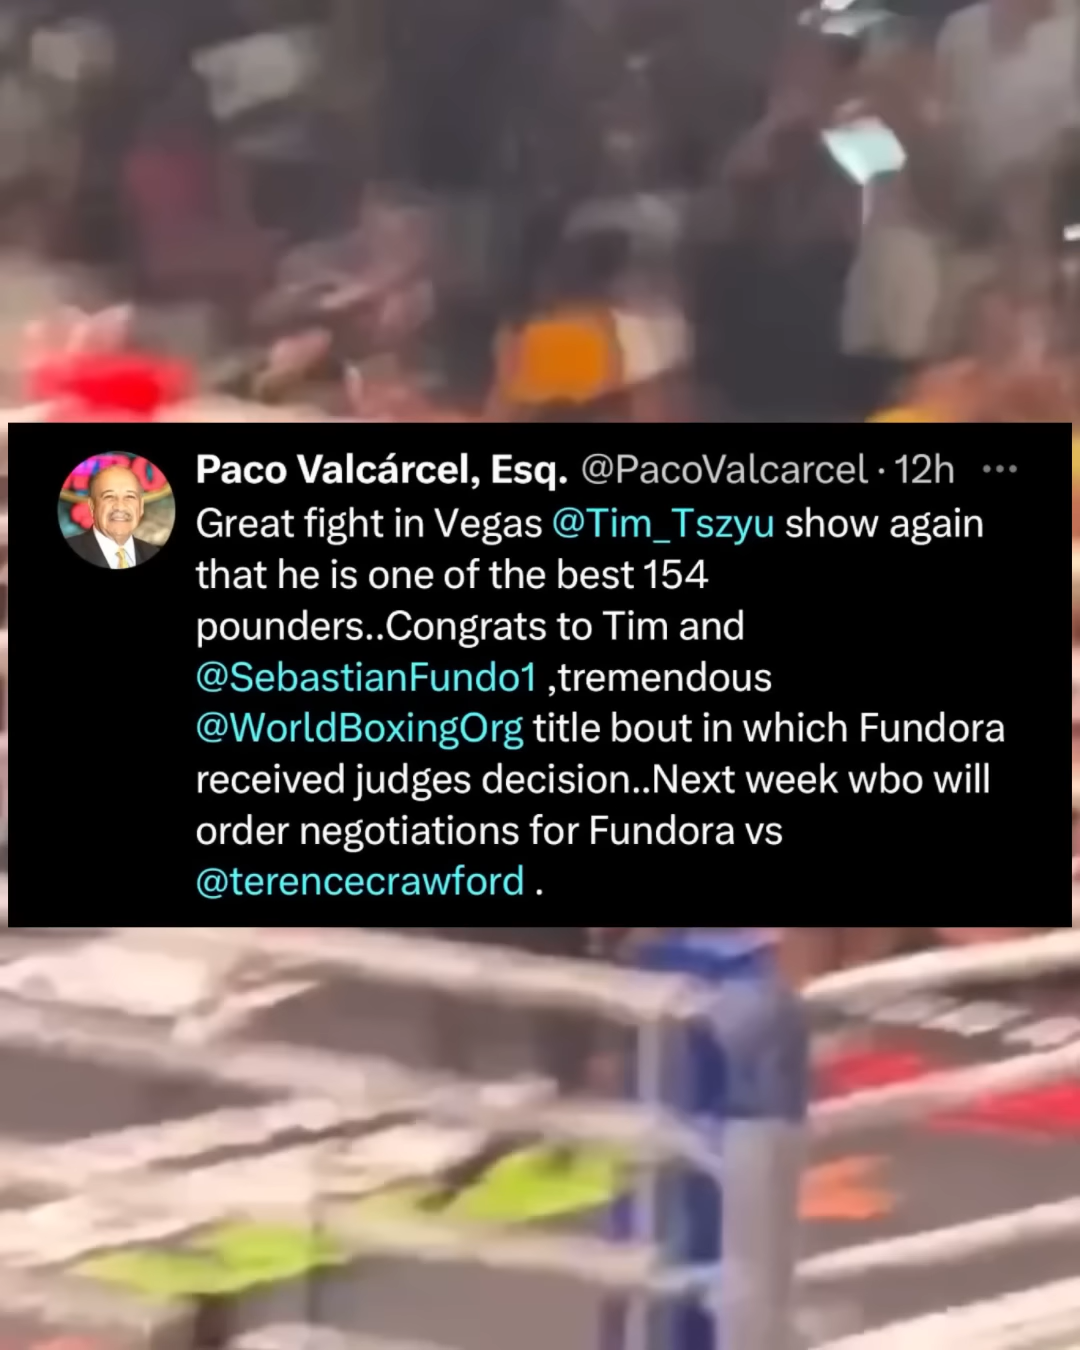 Paco Valcárcel, Esq. @PacoValcarcel · 12h ...
Great fight in Vegas @Tim_Tszyu show again
that he is one of the best 154
pounders..Congrats to Tim and
@SebastianFundo1 ,tremendous
@WorldBoxingOrg title bout in which Fundora
received judges decision..Next week wbo will
order negotiations for Fundora vs
@terencecrawford .